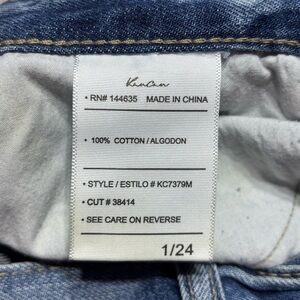 KanCan
• RN# 144635 MADE IN CHINA
• 100% COTTON / ALGODON
• STYLE / ESTILO # KC7379M
• CUT # 38414
• SEE CARE ON REVERSE
1/24